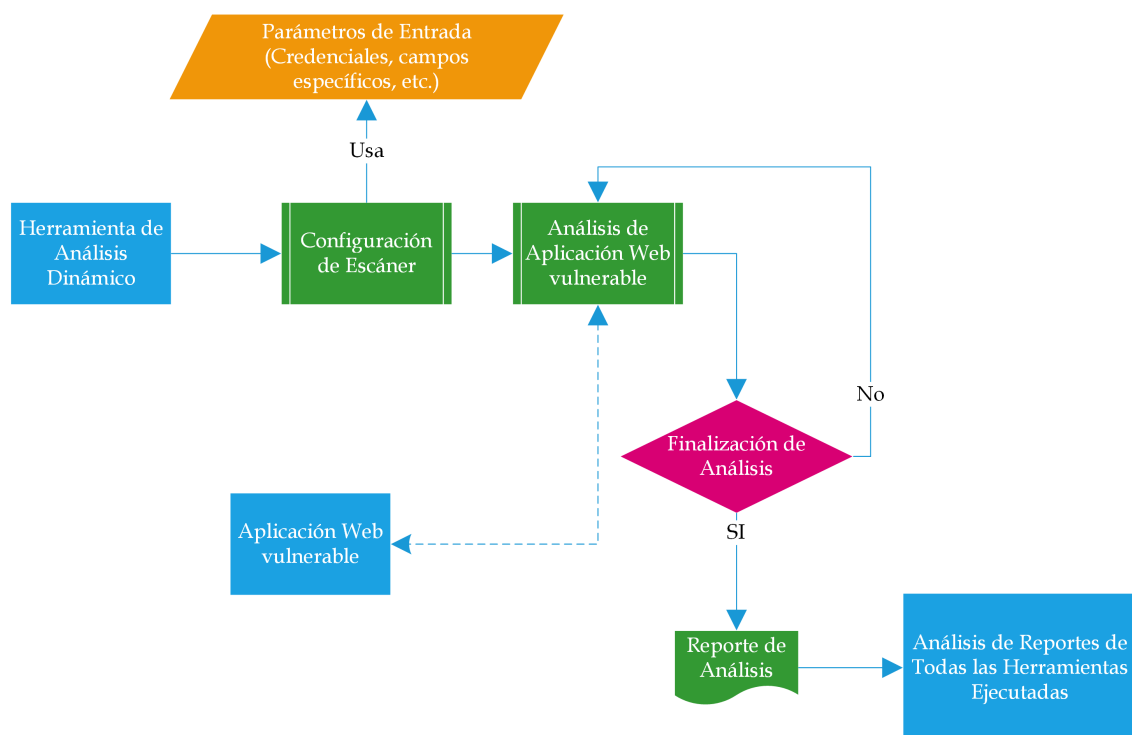 Parámetros de Entrada
(Credenciales, campos
específicos, etc.)
Usa
Herramienta de
Análisis
Dinámico
Configuración
de Escáner
Análisis de
Aplicación Web
vulnerable
No
Finalización de
Análisis
Aplicación Web
vulnerable
SI
Reporte de
Análisis
Análisis de Reportes de
Todas las Herramientas
Ejecutadas